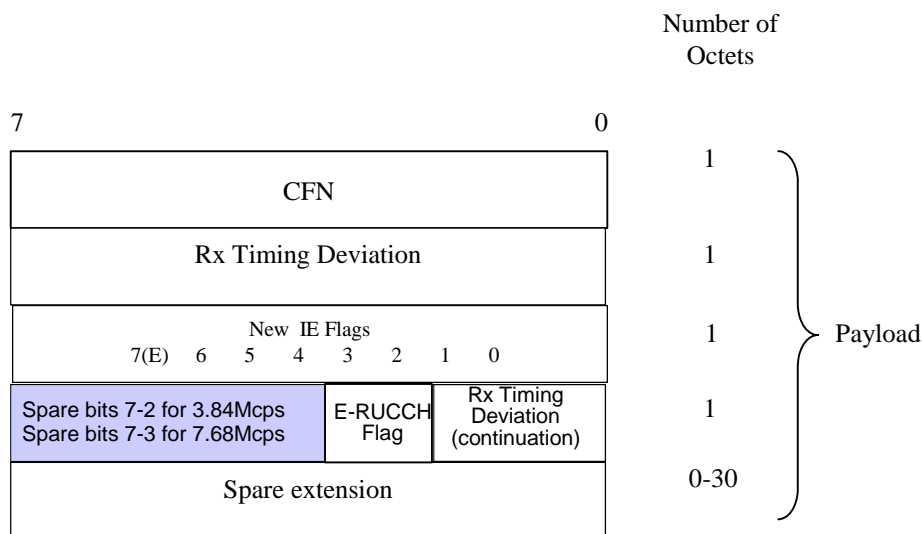 Number of
Octets
7 0
CFN 1
Rx Timing Deviation 1
New IE Flags
7(E) 6 5 4 3 2 1 0
1
Payload
Spare bits 7-2 for 3.84Mcps
Spare bits 7-3 for 7.68Mcps
E-RUCCH
Flag
Rx Timing
Deviation
(continuation)
1
Spare extension 0-30